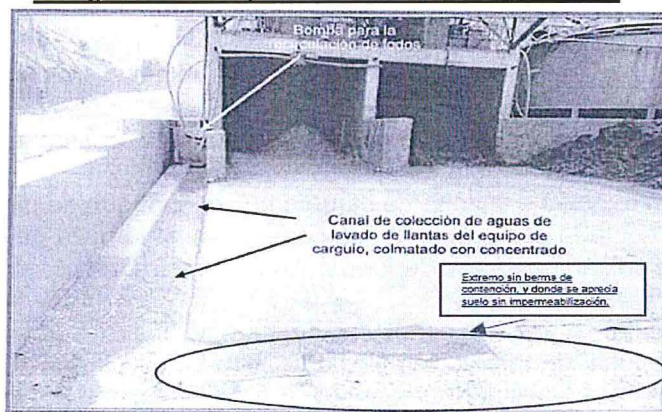 Bomba para la
recirculación de lodos
Canal de colección de aguas de
lavado de llantas del equipo de
carguio, colmatado con concentrado
Extremo sin berma de
contención, y donde se aprecia
suelo sin impermeabilización.